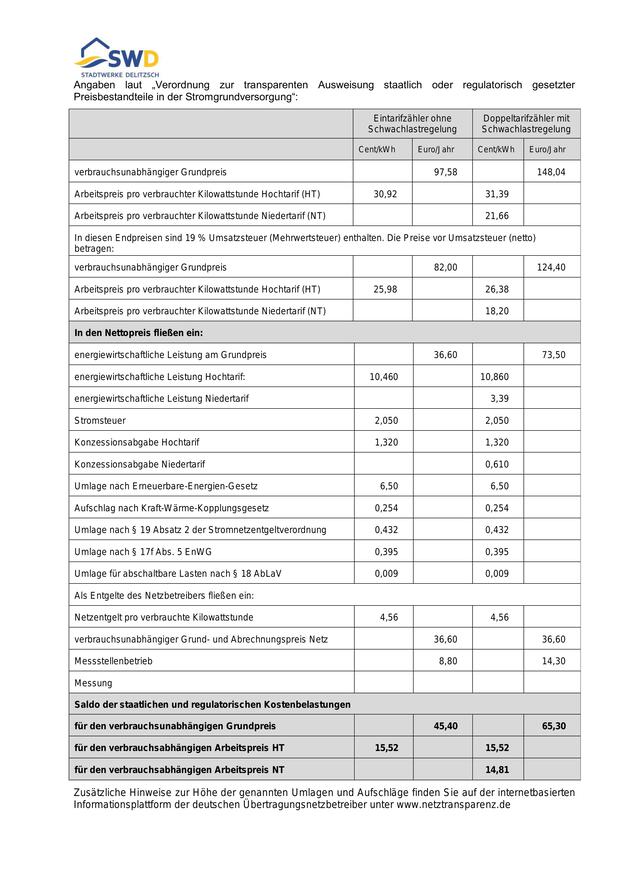 SWD
STADTWERKE DELITZSCH
Angaben laut „Verordnung zur transparenten Ausweisung staatlich oder regulatorisch gesetzter
Preisbestandteile in der Stromgrundversorgung“:
Eintarifzähler ohne Schwachlastregelung Doppeltarifzähler mit Schwachlastregelung
Cent/kWh Euro/Jahr Cent/kWh Euro/Jahr
verbrauchsunabhängiger Grundpreis 97,58 148,04
Arbeitspreis pro verbrauchter Kilowattstunde Hochtarif (HT) 30,92 31,39
Arbeitspreis pro verbrauchter Kilowattstunde Niedertarif (NT) 21,66
In diesen Endpreisen sind 19 % Umsatzsteuer (Mehrwertsteuer) enthalten. Die Preise vor Umsatzsteuer (netto)
betragen:
verbrauchsunabhängiger Grundpreis 82,00 124,40
Arbeitspreis pro verbrauchter Kilowattstunde Hochtarif (HT) 25,98 26,38
Arbeitspreis pro verbrauchter Kilowattstunde Niedertarif (NT) 18,20
In den Nettopreis fließen ein:
energiewirtschaftliche Leistung am Grundpreis 36,60 73,50
energiewirtschaftliche Leistung Hochtarif: 10,460 10,860
energiewirtschaftliche Leistung Niedertarif 3,39
Stromsteuer 2,050 2,050
Konzessionsabgabe Hochtarif 1,320 1,320
Konzessionsabgabe Niedertarif 0,610
Umlage nach Erneuerbare-Energien-Gesetz 6,50 6,50
Aufschlag nach Kraft-Wärme-Kopplungsgesetz 0,254 0,254
Umlage nach § 19 Absatz 2 der Stromnetzentgeltverordnung 0,432 0,432
Umlage nach § 17f Abs. 5 EnWG 0,395 0,395
Umlage für abschaltbare Lasten nach § 18 AbLaV 0,009 0,009
Als Entgelte des Netzbetreibers fließen ein:
Netzentgelt pro verbrauchte Kilowattstunde 4,56 4,56
verbrauchsunabhängiger Grund- und Abrechnungspreis Netz 36,60 36,60
Messstellenbetrieb 8,80 14,30
Messung
Saldo der staatlichen und regulatorischen Kostenbelastungen
für den verbrauchsunabhängigen Grundpreis 45,40 65,30
für den verbrauchsabhängigen Arbeitspreis HT 15,52 15,52
für den verbrauchsabhängigen Arbeitspreis NT 14,81
Zusätzliche Hinweise zur Höhe der genannten Umlagen und Aufschläge finden Sie auf der internetbasierten
Informationsplattform der deutschen Übertragungsnetzbetreiber unter www.netztransparenz.de